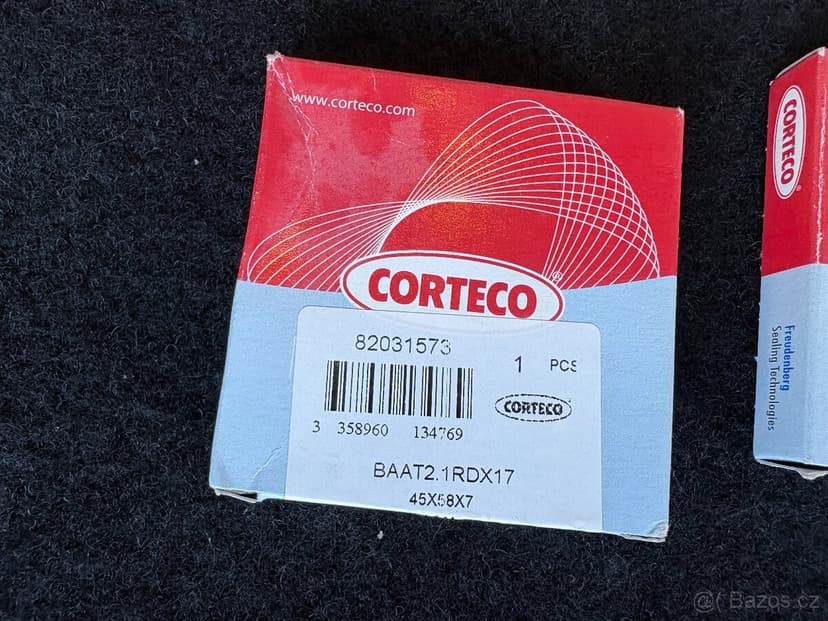 www.corteco.com
CORTECO®
82031573
1 PCS
CORTECO
3 358960 134769
BAAT2.1RDX17
45X58X7
CORTECO®
Freudenberg
Sealing Technologies
@( Bazos.cz